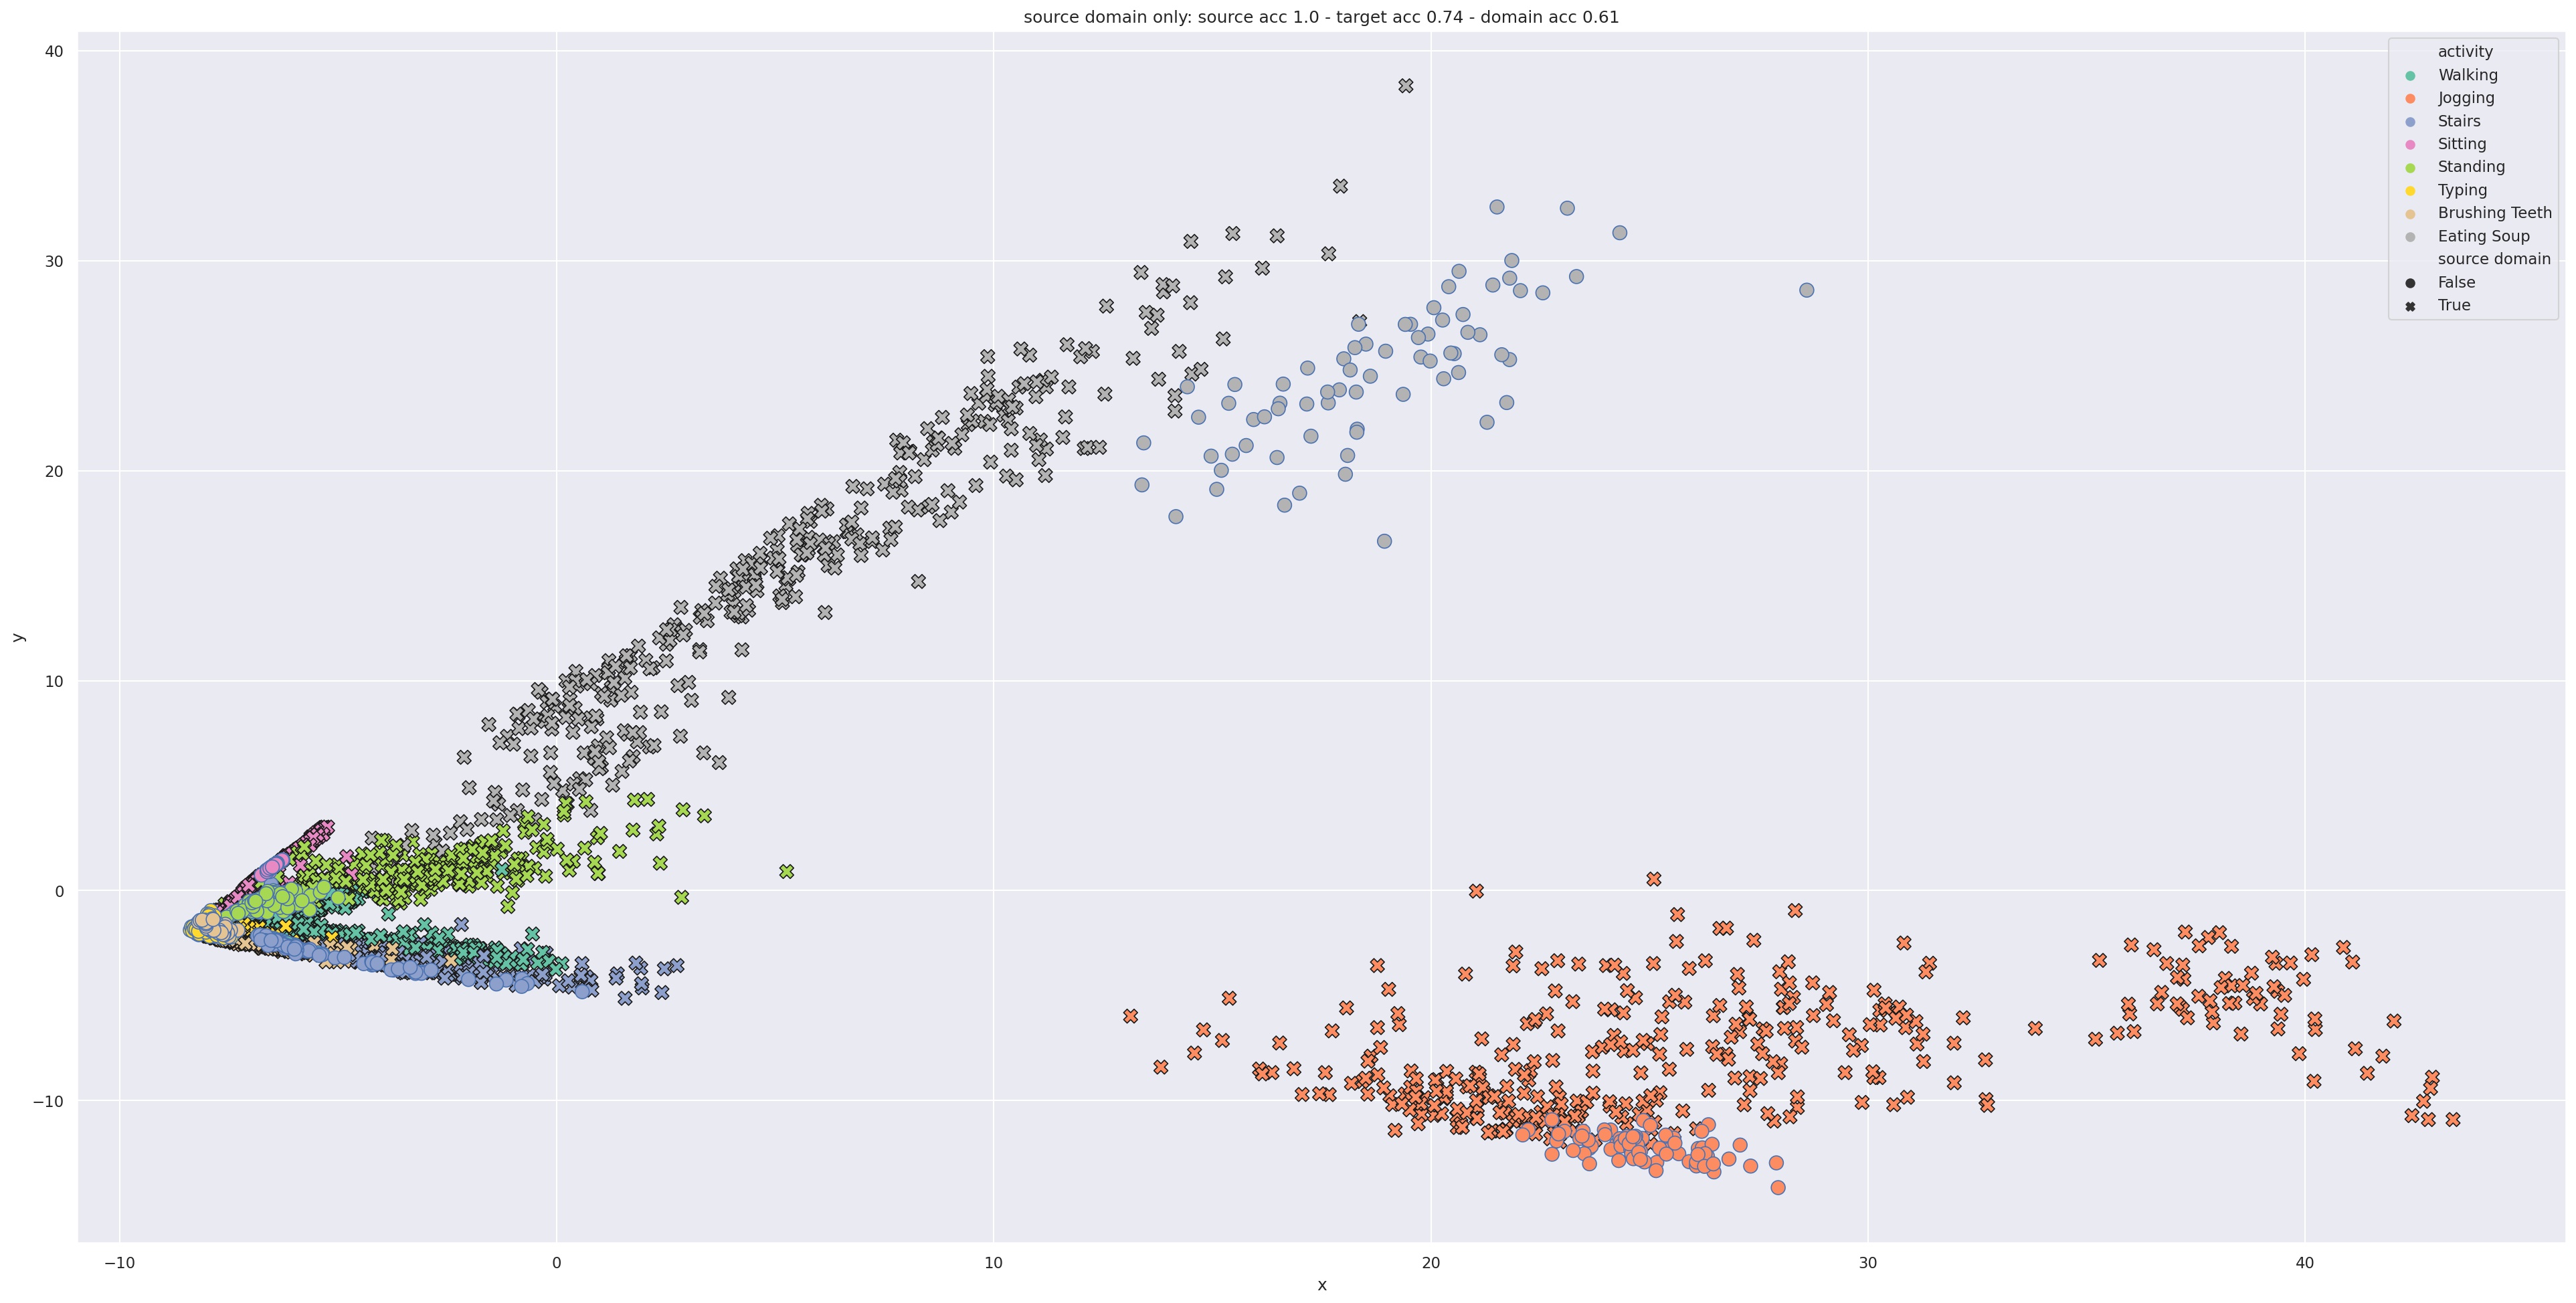 source domain only: source acc 1.0 - target acc 0.74 - domain acc 0.61
activity
Walking
Jogging
Stairs
Sitting
Standing
Typing
Brushing Teeth
Eating Soup
source domain
False
True
40
30
20
10
0
−10
y
−10 0 10 20 30 40
x